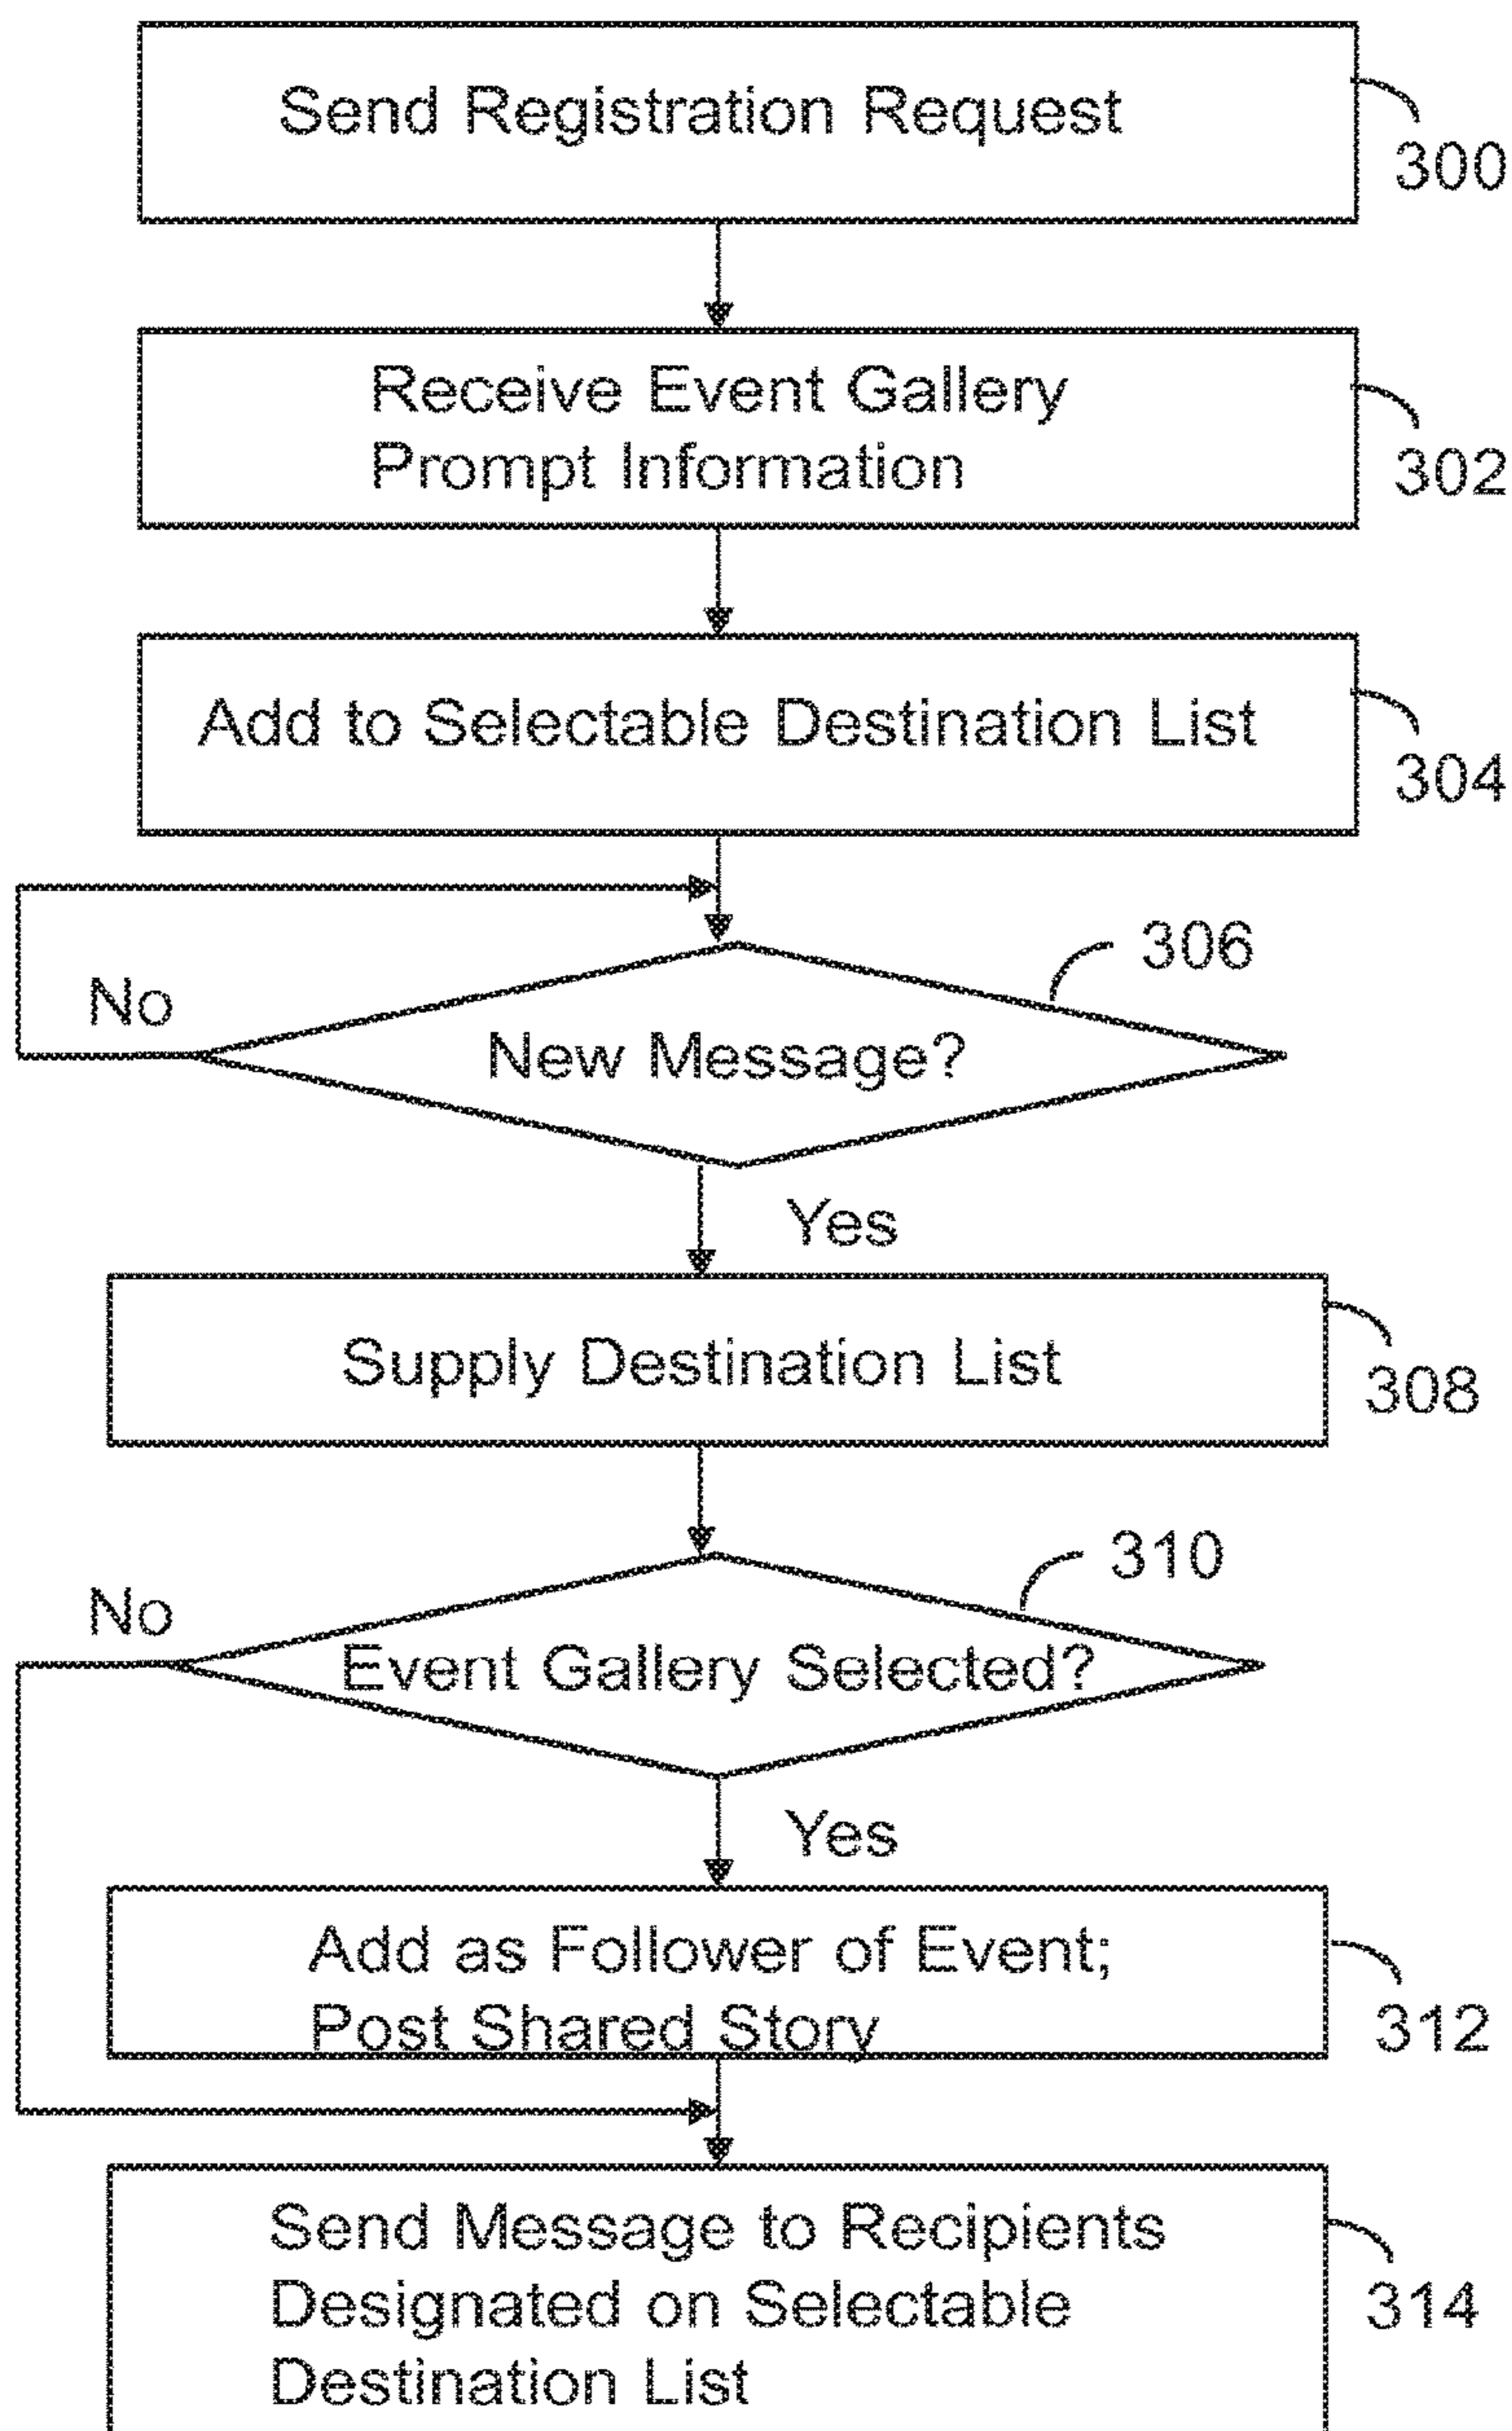 Send Registration Request
300
Receive Event Gallery
Prompt Information
302
Add to Selectable Destination List
304
306
No
New Message?
Yes
Supply Destination List
308
310
No
Event Gallery Selected?
Yes
Add as Follower of Event;
Post Shared Story
312
Send Message to Recipients
Designated on Selectable
Destination List
314